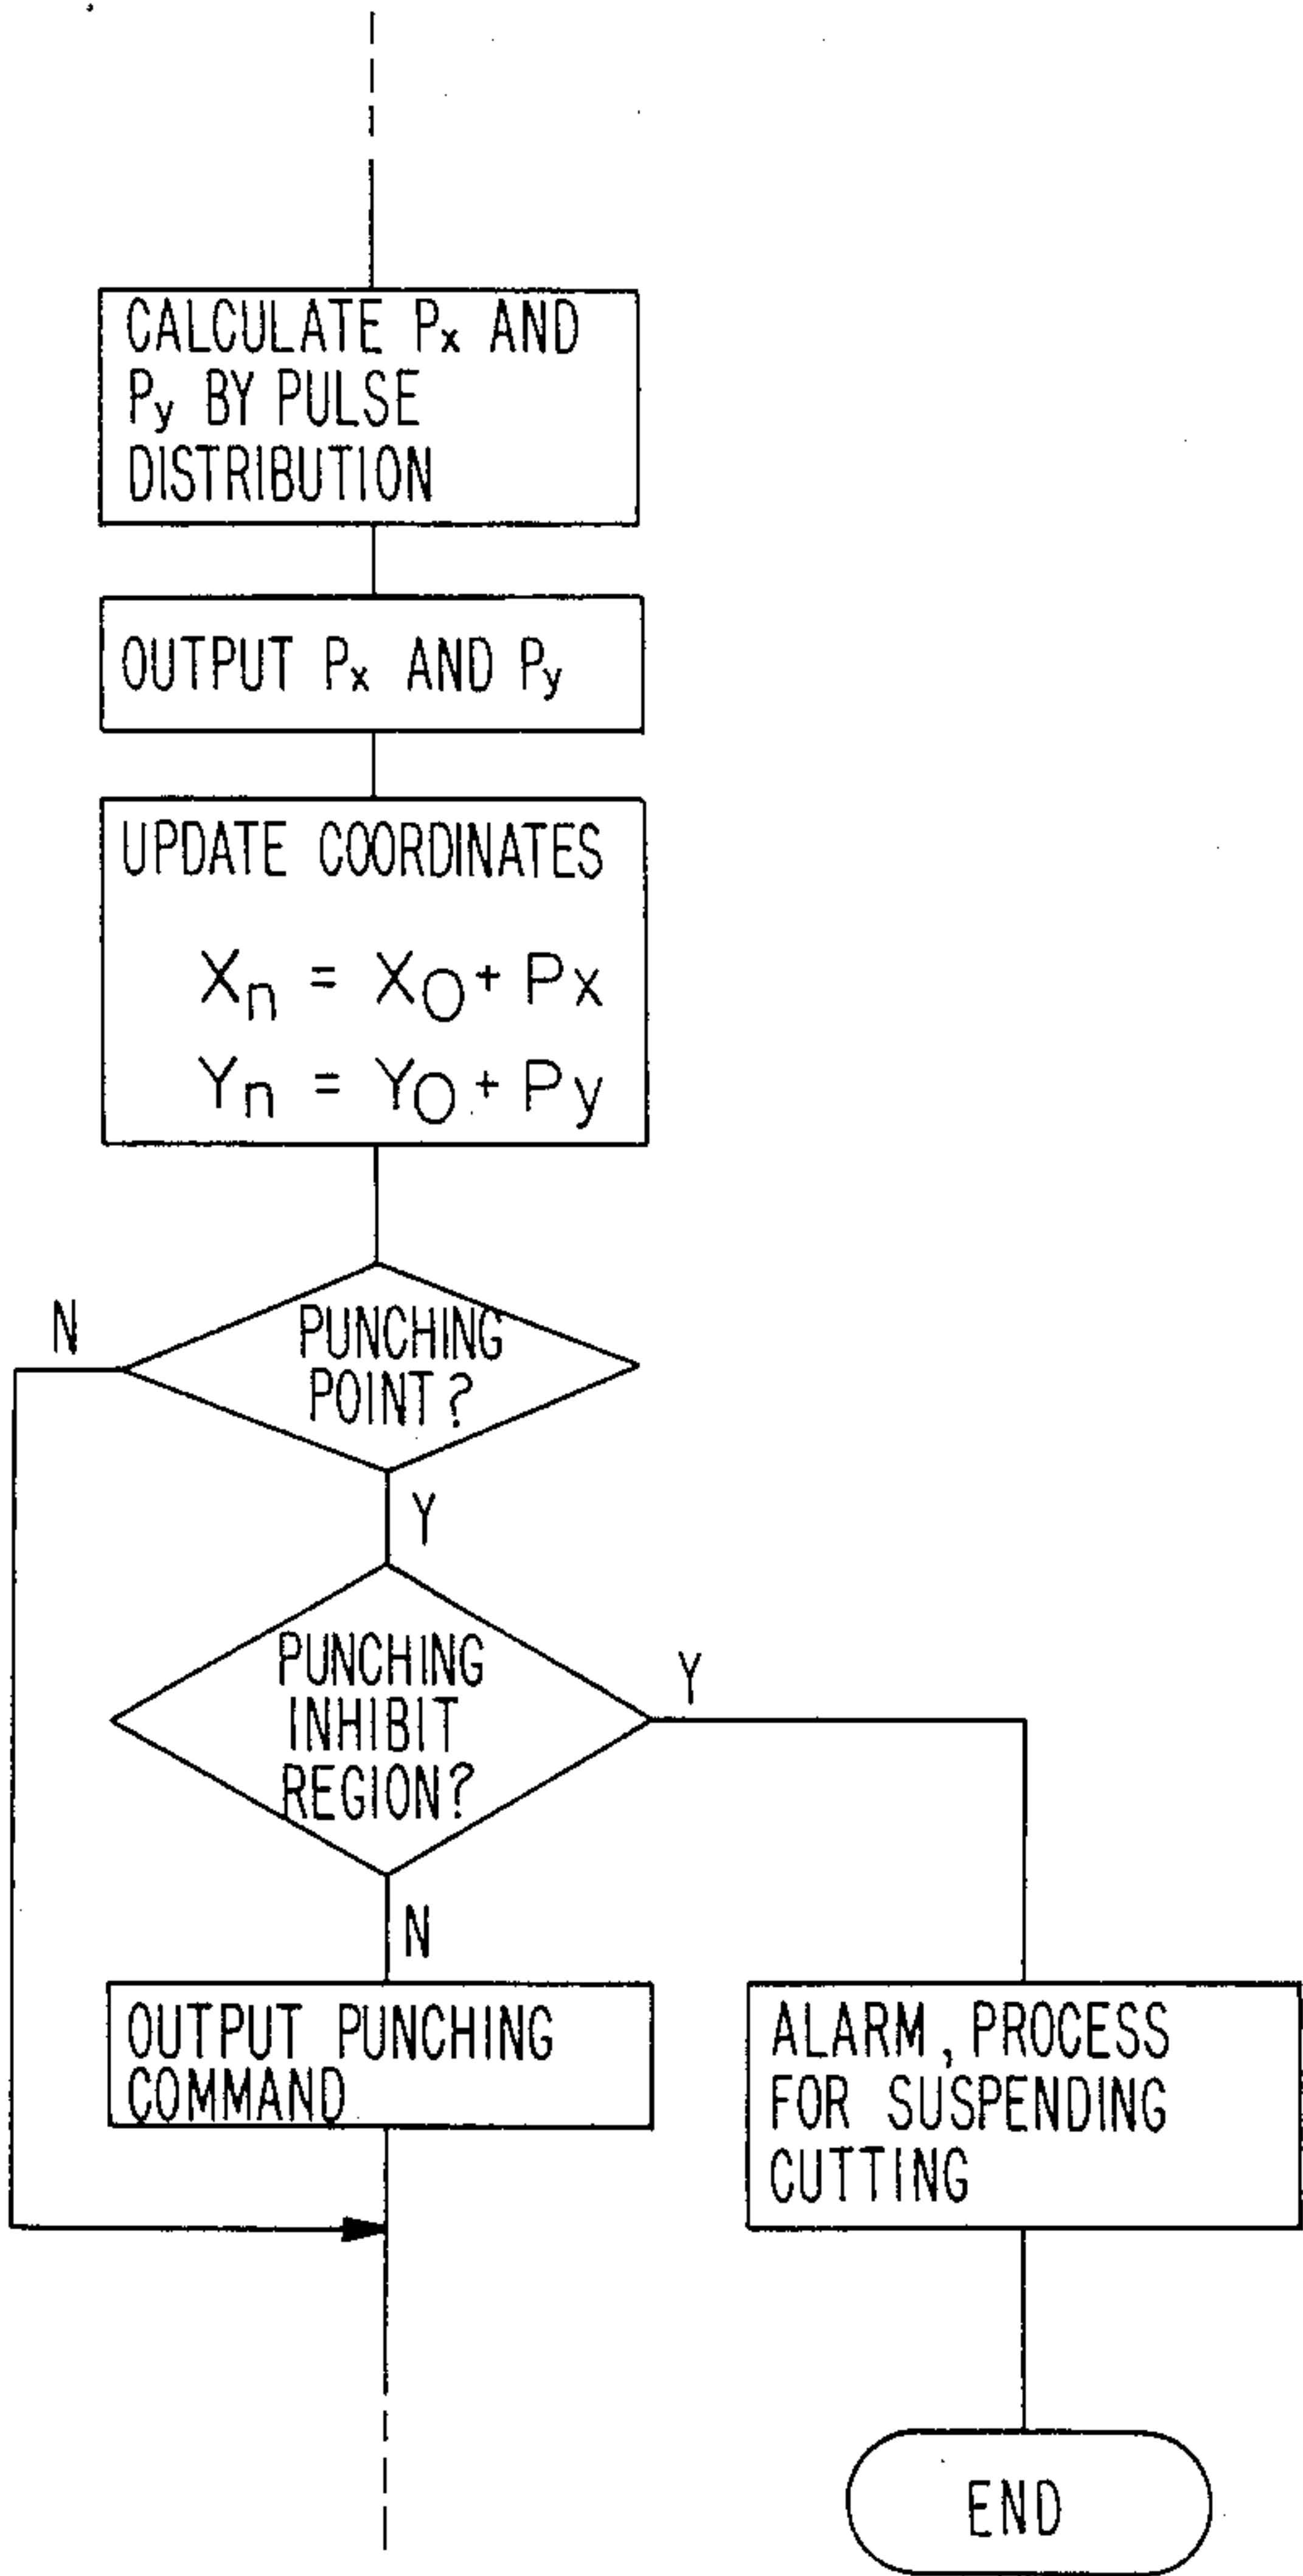 CALCULATE Px AND
Py BY PULSE
DISTRIBUTION
OUTPUT Px AND Py
UPDATE COORDINATES
Xn = XO + Px
Yn = YO + Py
PUNCHING
POINT?
N
Y
PUNCHING
INHIBIT
REGION?
Y
N
OUTPUT PUNCHING
COMMAND
ALARM, PROCESS
FOR SUSPENDING
CUTTING
END